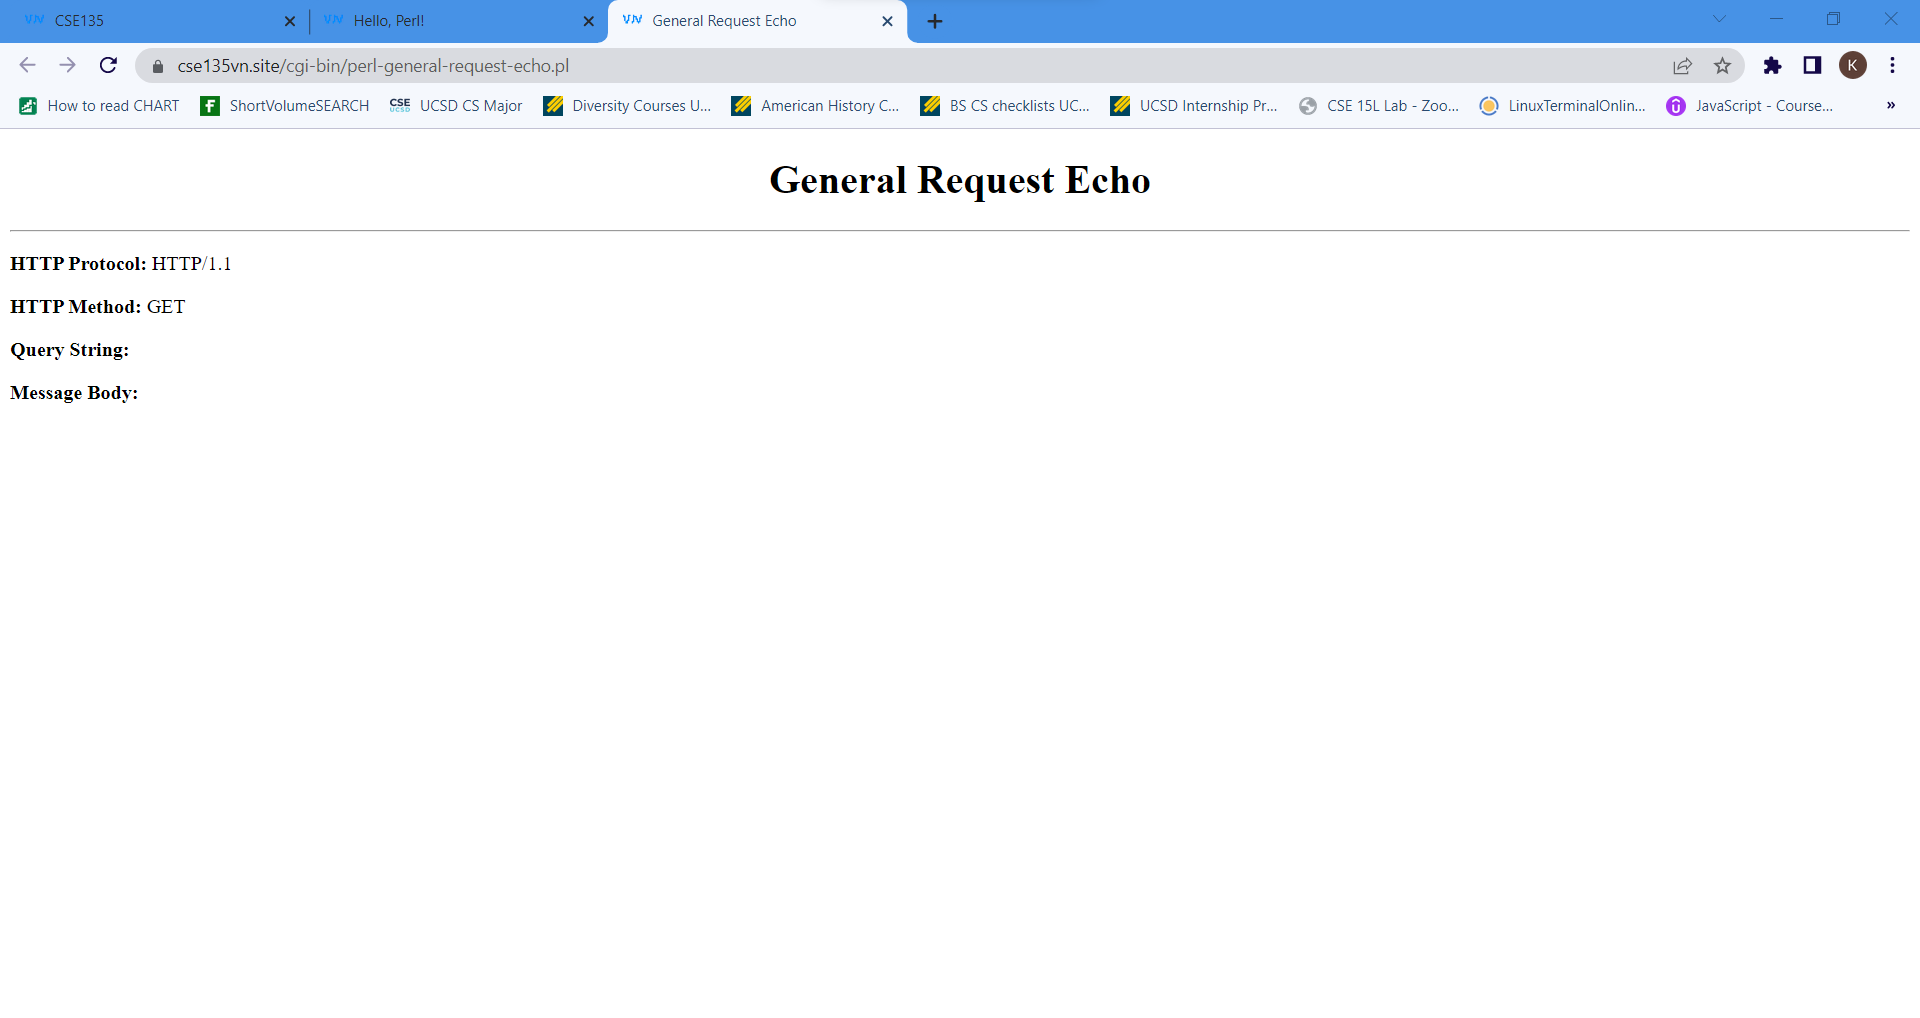 CSE135
Hello, Perl!
General Request Echo
cse135vn.site/cgi-bin/perl-general-request-echo.pl
K
How to read CHART
F ShortVolumeSEARCH
CSE UCSD UCSD CS Major
Diversity Courses U...
American History C...
BS CS checklists UC...
UCSD Internship Pr...
CSE 15L Lab - Zoo...
LinuxTerminalOnlin...
JavaScript - Course...
»
General Request Echo
HTTP Protocol: HTTP/1.1
HTTP Method: GET
Query String:
Message Body: